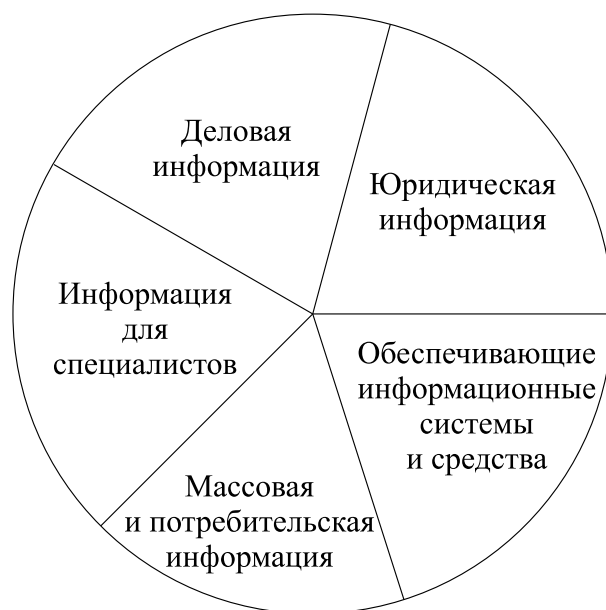 Деловая
информация
Юридическая
информация
Информация
для
специалистов
Обеспечивающие
информационные
системы
и средства
Массовая
и потребительская
информация